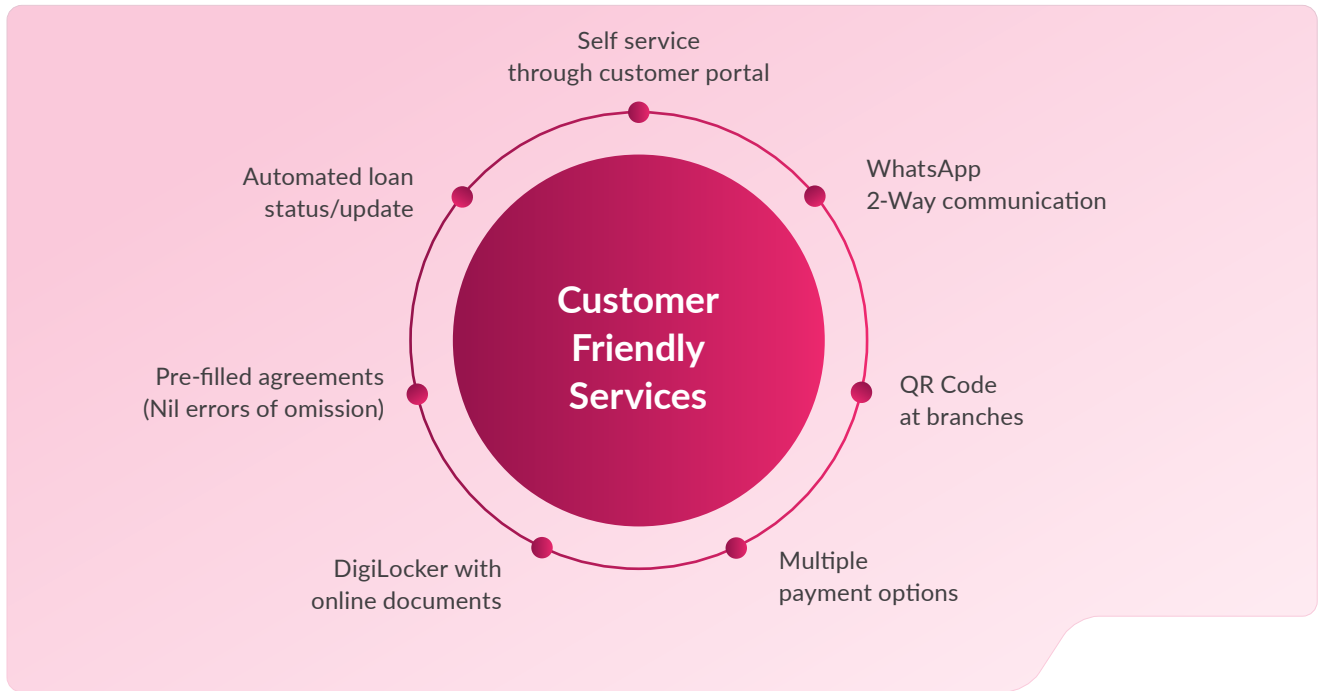 Self service
through customer portal
WhatsApp
2-Way communication
QR Code
at branches
Multiple
payment options
DigiLocker with
online documents
Pre-filled agreements
(Nil errors of omission)
Automated loan
status/update
Customer
Friendly
Services